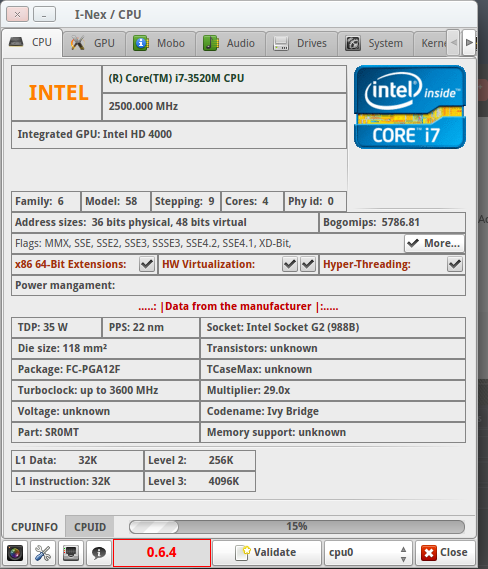 I-Nex / CPU
CPU GPU Mobo Audio Drives System Kerne
INTEL
(R) Core(TM) i7-3520M CPU
2500.000 MHz
Integrated GPU: Intel HD 4000
intel inside™
CORE™ i7
Family: 6 Model: 58 Stepping: 9 Cores: 4 Phy id: 0
Address sizes: 36 bits physical, 48 bits virtual Bogomips: 5786.81
Flags: MMX, SSE, SSE2, SSE3, SSSE3, SSE4.2, SSE4.1, XD-Bit, More...
x86 64-Bit Extensions: HW Virtualization: Hyper-Threading:
Power mangament:
.....: |Data from the manufacturer |:.....
TDP: 35 W PPS: 22 nm Socket: Intel Socket G2 (988B)
Die size: 118 mm² Transistors: unknown
Package: FC-PGA12F TCaseMax: unknown
Turboclock: up to 3600 MHz Multiplier: 29.0x
Voltage: unknown Codename: Ivy Bridge
Part: SR0MT Memory support: unknown
L1 Data: 32K Level 2: 256K
L1 instruction: 32K Level 3: 4096K
CPUINFO CPUID 15%
0.6.4 Validate cpu0 Close